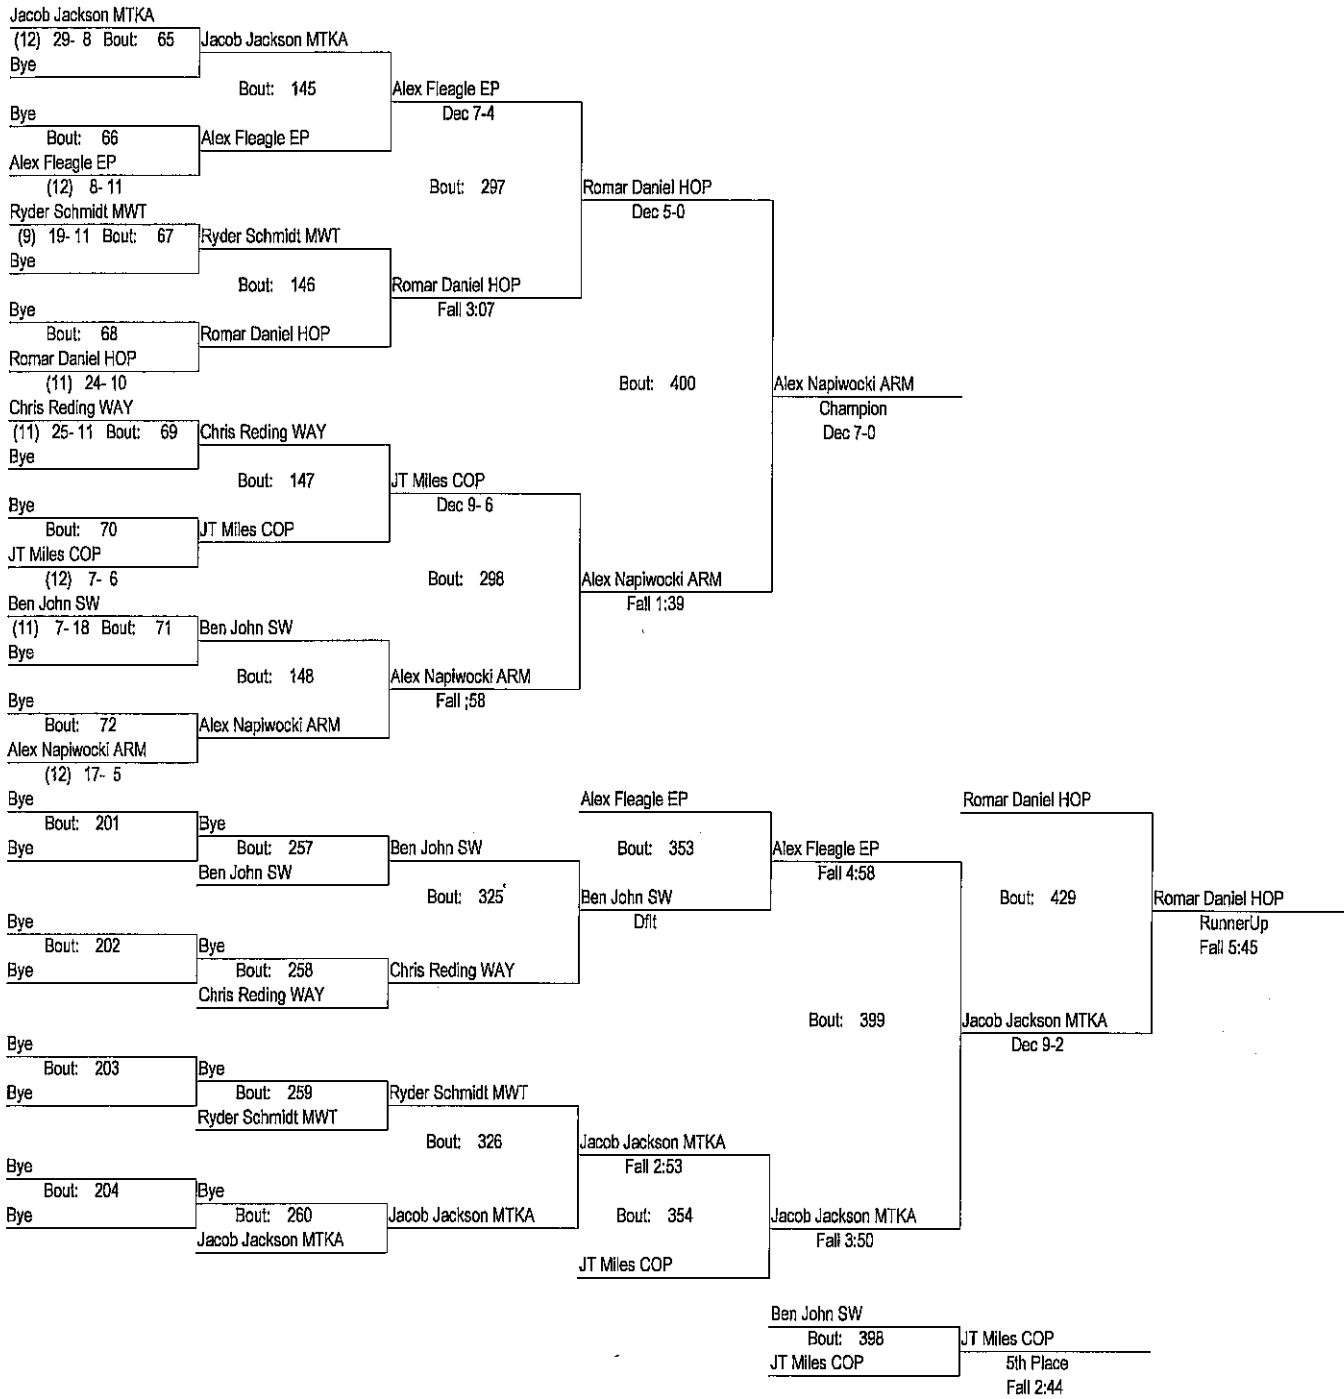 Jacob Jackson MTKA
(12) 29- 8 Bout: 65
Bye
Jacob Jackson MTKA
Bout: 145
Alex Fleagle EP
Dec 7-4
Bye
Bout: 66
Alex Fleagle EP
Alex Fleagle EP
(12) 8- 11
Bout: 297
Romar Daniel HOP
Dec 5-0
Ryder Schmidt MWT
(9) 19- 11 Bout: 67
Bye
Ryder Schmidt MWT
Bout: 146
Romar Daniel HOP
Fall 3:07
Bye
Bout: 68
Romar Daniel HOP
Romar Daniel HOP
(11) 24- 10
Bout: 400
Alex Napiwocki ARM
Champion
Dec 7-0
Chris Reding WAY
(11) 25- 11 Bout: 69
Bye
Chris Reding WAY
Bout: 147
JT Miles COP
Dec 9- 6
Bye
Bout: 70
JT Miles COP
JT Miles COP
(12) 7- 6
Bout: 298
Alex Napiwocki ARM
Fall 1:39
Ben John SW
(11) 7- 18 Bout: 71
Bye
Ben John SW
Bout: 148
Alex Napiwocki ARM
Fall ;58
Bye
Bout: 72
Alex Napiwocki ARM
Alex Napiwocki ARM
(12) 17- 5
Bye
Bout: 201
Bye
Bye
Bout: 257
Ben John SW
Ben John SW
Bout: 325
Ben John SW
Dflt
Alex Fleagle EP
Bout: 353
Alex Fleagle EP
Fall 4:58
Romar Daniel HOP
Bout: 429
Romar Daniel HOP
RunnerUp
Fall 5:45
Bye
Bout: 202
Bye
Bye
Bout: 258
Chris Reding WAY
Chris Reding WAY
Bout: 399
Jacob Jackson MTKA
Dec 9-2
Bye
Bout: 203
Bye
Bye
Bout: 259
Ryder Schmidt MWT
Ryder Schmidt MWT
Bout: 326
Jacob Jackson MTKA
Fall 2:53
Bye
Bout: 204
Bye
Bye
Bout: 260
Jacob Jackson MTKA
Jacob Jackson MTKA
Bout: 354
Jacob Jackson MTKA
Fall 3:50
JT Miles COP
Ben John SW
Bout: 398
JT Miles COP
JT Miles COP
5th Place
Fall 2:44